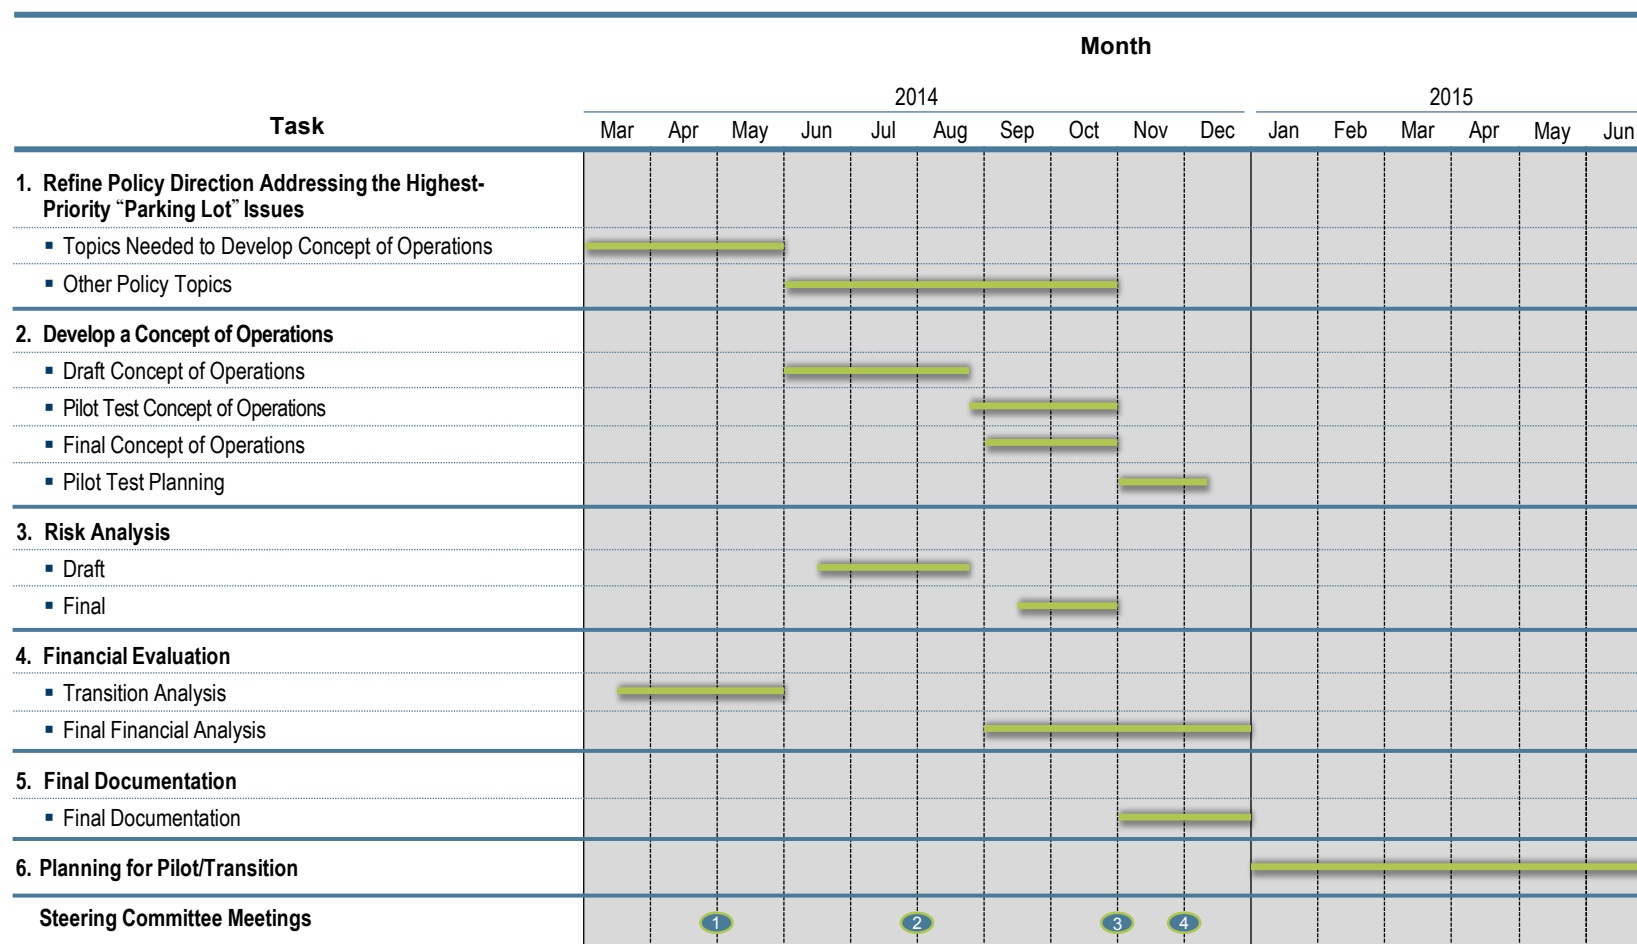 Month
2014 2015
Task Mar Apr May Jun Jul Aug Sep Oct Nov Dec Jan Feb Mar Apr May Jun
1. Refine Policy Direction Addressing the Highest-
Priority “Parking Lot” Issues
▪ Topics Needed to Develop Concept of Operations
▪ Other Policy Topics
2. Develop a Concept of Operations
▪ Draft Concept of Operations
▪ Pilot Test Concept of Operations
▪ Final Concept of Operations
▪ Pilot Test Planning
3. Risk Analysis
▪ Draft
▪ Final
4. Financial Evaluation
▪ Transition Analysis
▪ Final Financial Analysis
5. Final Documentation
▪ Final Documentation
6. Planning for Pilot/Transition
Steering Committee Meetings 1 2 3 4